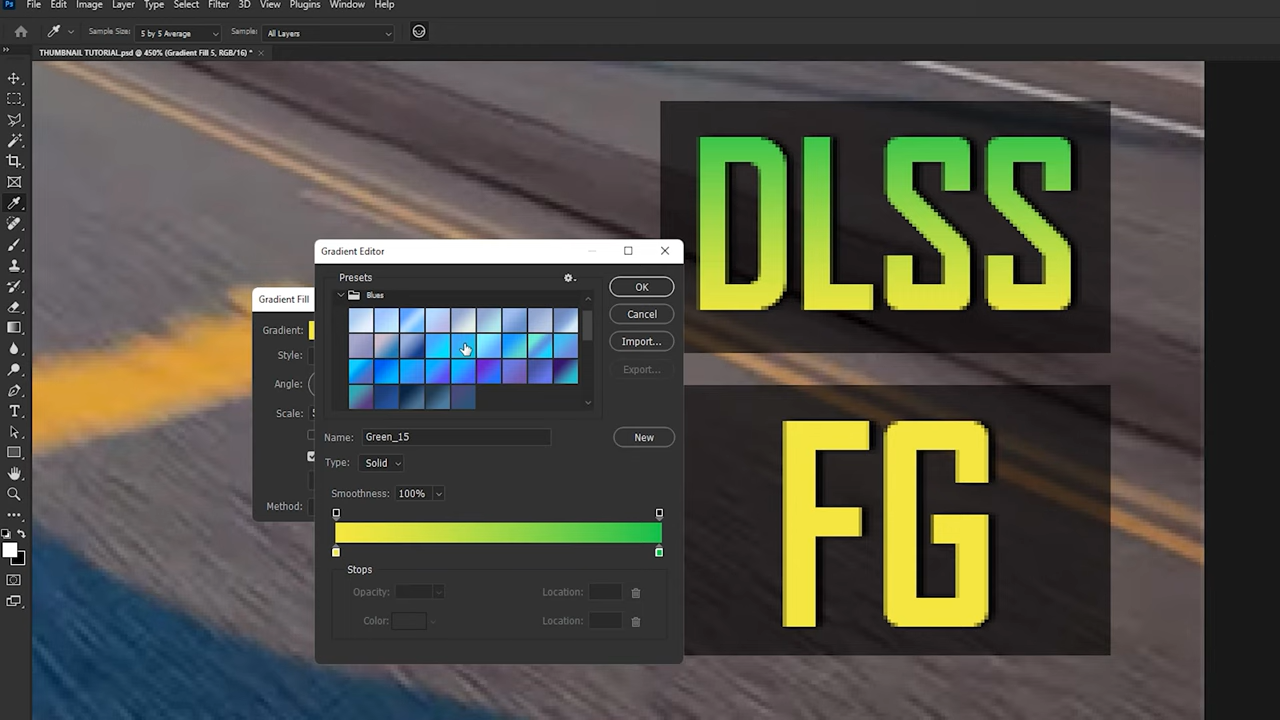 Ps File Edit Image Layer Type Select Filter 3D View Plugins Window Help
Sample Size: 5 by 5 Average Sample: All Layers
THUMBNAIL TUTORIAL.psd @ 450% (Gradient Fill 5, RGB/16) *
DLSS
FG
Gradient Fill
Gradient:
Style:
Angle:
Scale:
Method:
Gradient Editor
Presets
Blues
OK
Cancel
Import...
Export...
Name: Green_15
New
Type: Solid
Smoothness: 100%
Stops
Opacity: Location:
Color: Location: